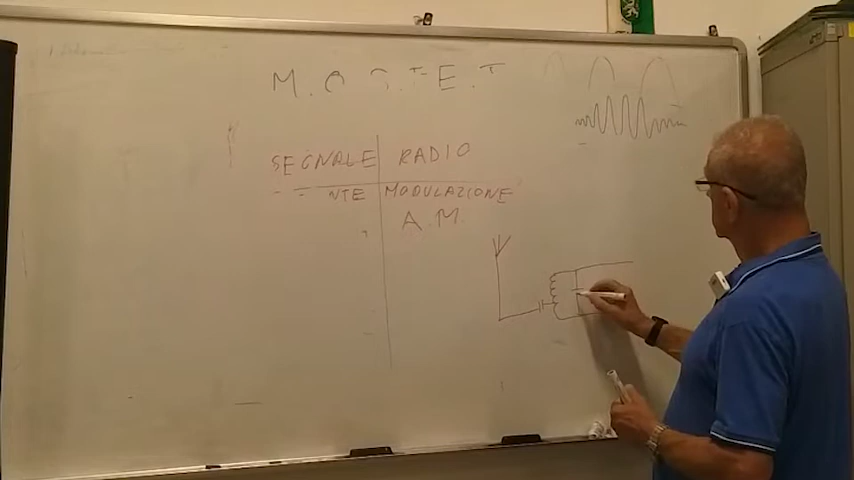 M.O.S.F.E.T
SEGNALE RADIO
NTE MODULAZIONE
A.M.